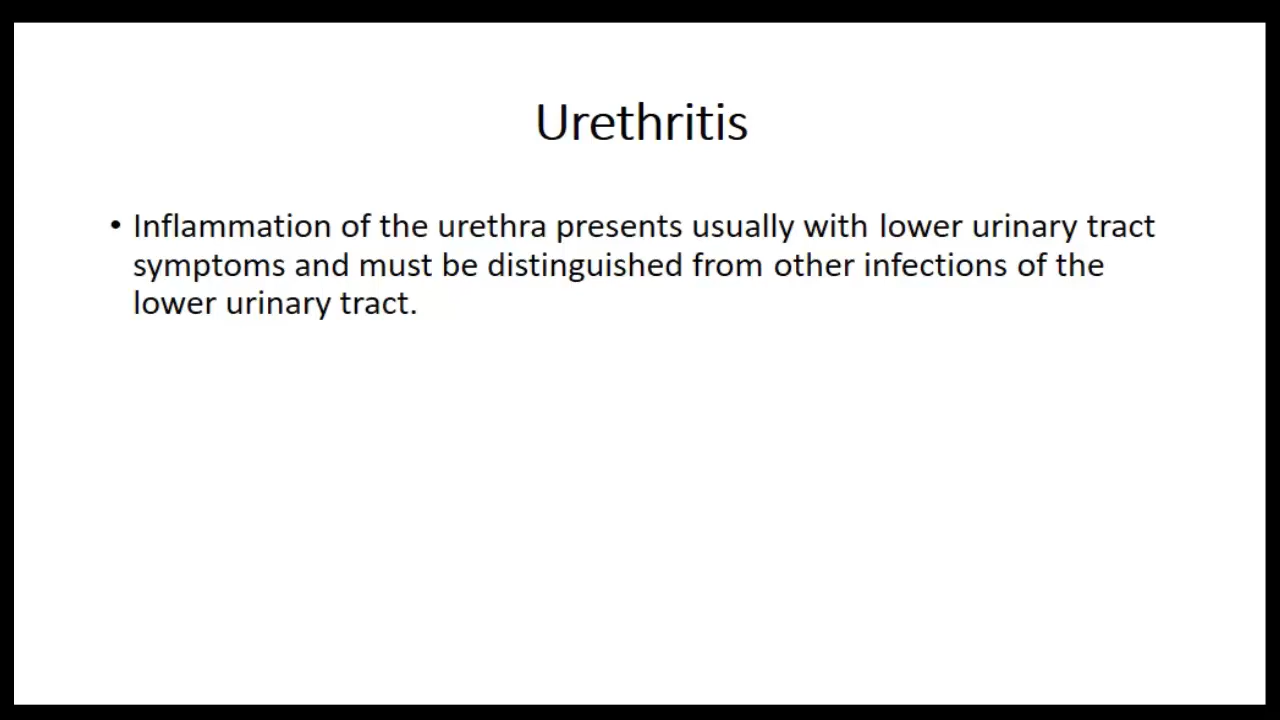 Urethritis
• Inflammation of the urethra presents usually with lower urinary tract
symptoms and must be distinguished from other infections of the
lower urinary tract.